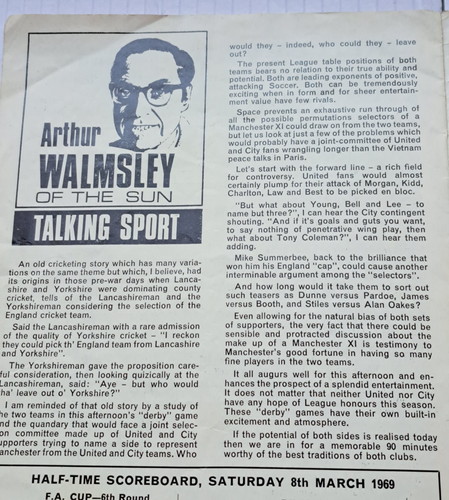 Arthur
WALMSLEY
OF THE SUN
TALKING SPORT
An old cricketing story which has many varia-
tions on the same theme but which, I believe, had
its origins in those pre-war days when Lanca-
shire and Yorkshire were dominating county
cricket, tells of the Lancashireman and the
Yorkshireman considering the selection of the
England cricket team.
Said the Lancashireman with a rare admission
of the quality of Yorkshire cricket – "I reckon
they could pick th' England team from Lancashire
and Yorkshire".
The Yorkshireman gave the proposition care-
ful consideration, then looking quizically at the
Lancashireman, said: "Aye - but who would
tha' leave out o' Yorkshire?"
I am reminded of that old story by a study of
the two teams in this afternoon's "derby" game
and the quandary that would face a joint selec-
ion committee made up of United and City
upporters trying to name a side to represent
anchester from the United and City teams. Who
would they – indeed, who could they – leave
out?
The present League table positions of both
teams bears no relation to their true ability and
potential. Both are leading exponents of positive,
attacking Soccer. Both can be tremendously
exciting when in form and for sheer entertain-
ment value have few rivals.
Space prevents an exhaustive run through of
all the possible permutations selectors of a
Manchester XI could draw on from the two teams,
but let us look at just a few of the problems which
would probably have a joint-committee of United
and City fans wrangling longer than the Vietnam
peace talks in Paris.
Let's start with the forward line – a rich field
for controversy. United fans would almost
certainly plump for their attack of Morgan, Kidd,
Charlton, Law and Best to be picked en bloc.
"But what about Young, Bell and Lee – to
name but three?", I can hear the City contingent
shouting. "And if it's goals and guts you want,
to say nothing of penetrative wing play, then
what about Tony Coleman?", I can hear them
adding.
Mike Summerbee, back to the brilliance that
won him his England "cap", could cause another
interminable argument among the "selectors".
And how long would it take them to sort out
such teasers as Dunne versus Pardoe, James
versus Booth, and Stiles versus Alan Oakes?
Even allowing for the natural bias of both sets
of supporters, the very fact that there could be
sensible and protracted discussion about the
make up of a Manchester XI is testimony to
Manchester's good fortune in having so many
fine players in the two teams.
It all augurs well for this afternoon and en-
hances the prospect of a splendid entertainment.
It does not matter that neither United nor City
have any hope of League honours this season.
These "derby" games have their own built-in
excitement and atmosphere.
If the potential of both sides is realised today
then we are in for a memorable 90 minutes
worthy of the best traditions of both clubs.
HALF-TIME SCOREBOARD, SATURDAY 8th MARCH 1969
F.A. CUP—6th Round